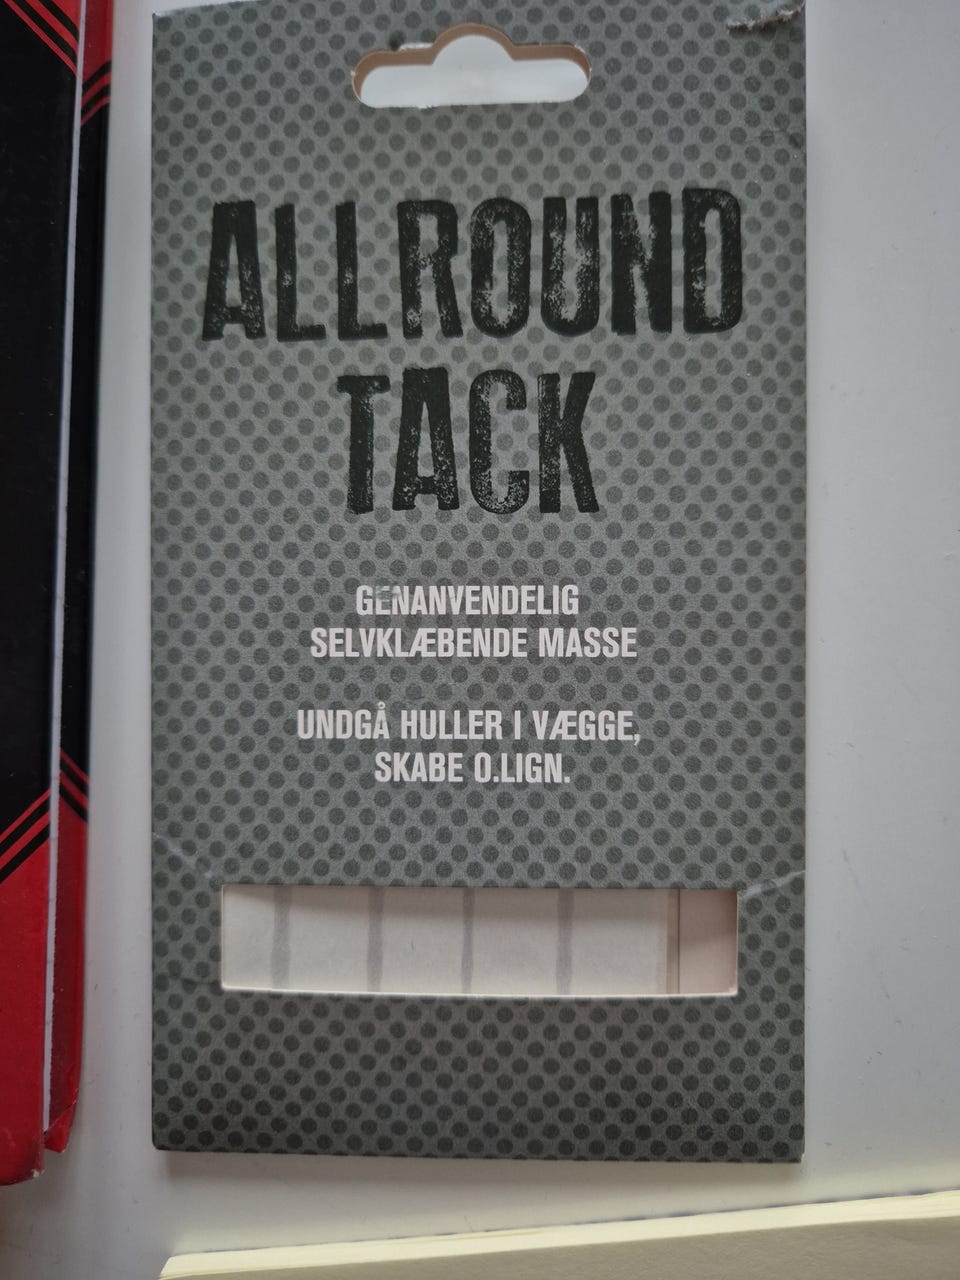 ALLROUND
TACK
GENANVENDELIG
SELVKLÆBENDE MASSE
UNDGÅ HULLER I VÆGGE,
SKABE O.LIGN.